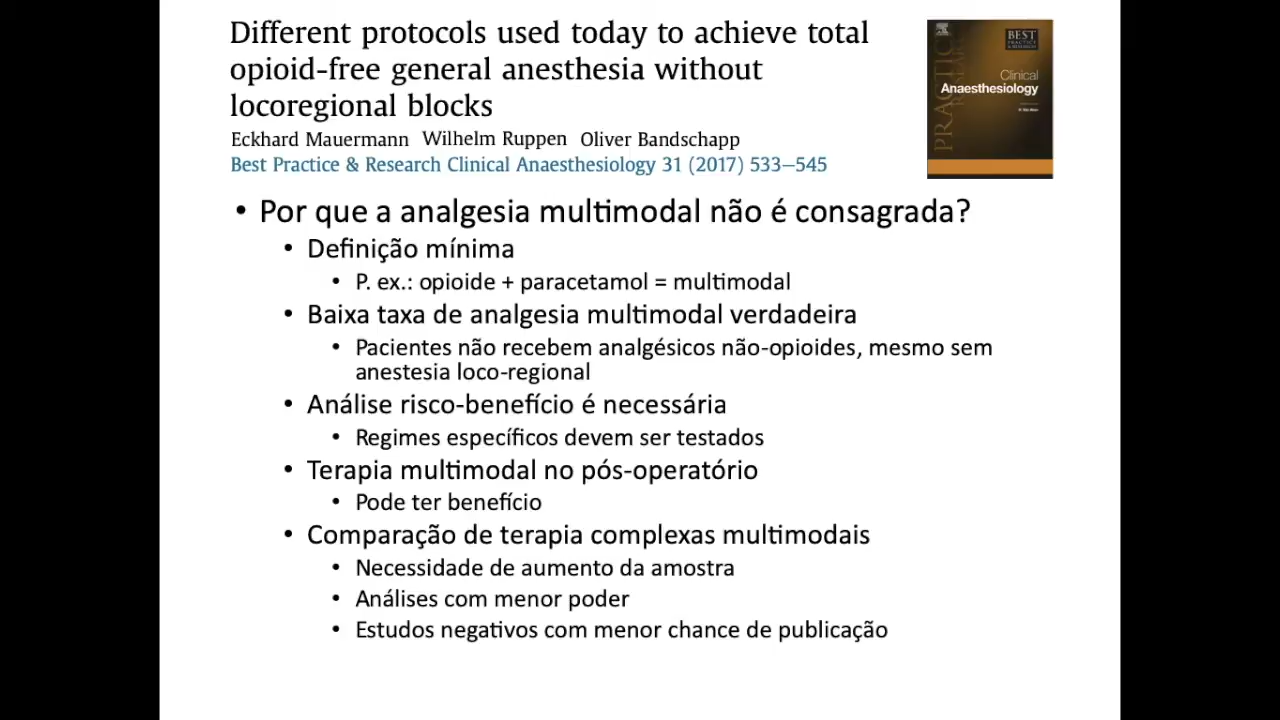 Different protocols used today to achieve total
opioid-free general anesthesia without
locoregional blocks
Eckhard Mauermann Wilhelm Ruppen Oliver Bandschapp
Best Practice & Research Clinical Anaesthesiology 31 (2017) 533–545
BEST
PRACTICE
& RESEARCH
PRACTIC
Clinical
Anaesthesiology
• Por que a analgesia multimodal não é consagrada?
• Definição mínima
• P. ex.: opioide + paracetamol = multimodal
• Baixa taxa de analgesia multimodal verdadeira
• Pacientes não recebem analgésicos não-opioides, mesmo sem
anestesia loco-regional
• Análise risco-benefício é necessária
• Regimes específicos devem ser testados
• Terapia multimodal no pós-operatório
• Pode ter benefício
• Comparação de terapia complexas multimodais
• Necessidade de aumento da amostra
• Análises com menor poder
• Estudos negativos com menor chance de publicação